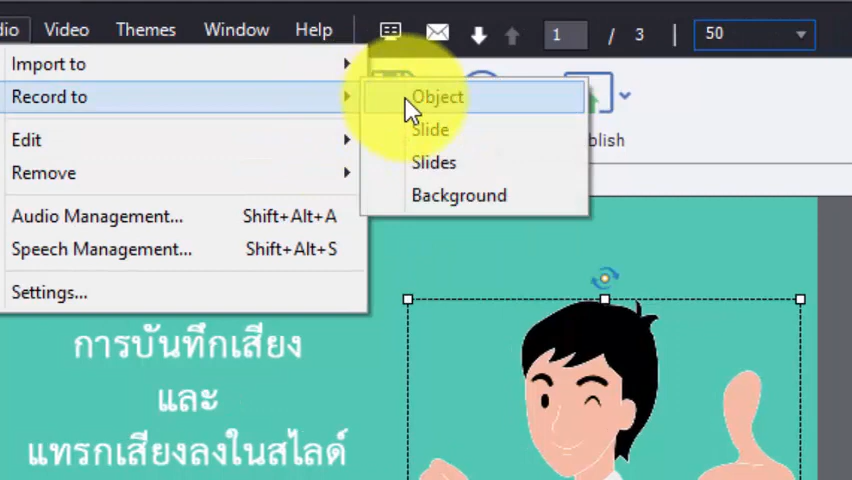 dio Video Themes Window Help 1 / 3 50
Import to
Record to
Edit
Remove
Audio Management... Shift+Alt+A
Speech Management... Shift+Alt+S
Settings...
Object
Slide
Slides
Background
blish
การบันทึกเสียง
และ
แทรกเสียงลงในสไลด์